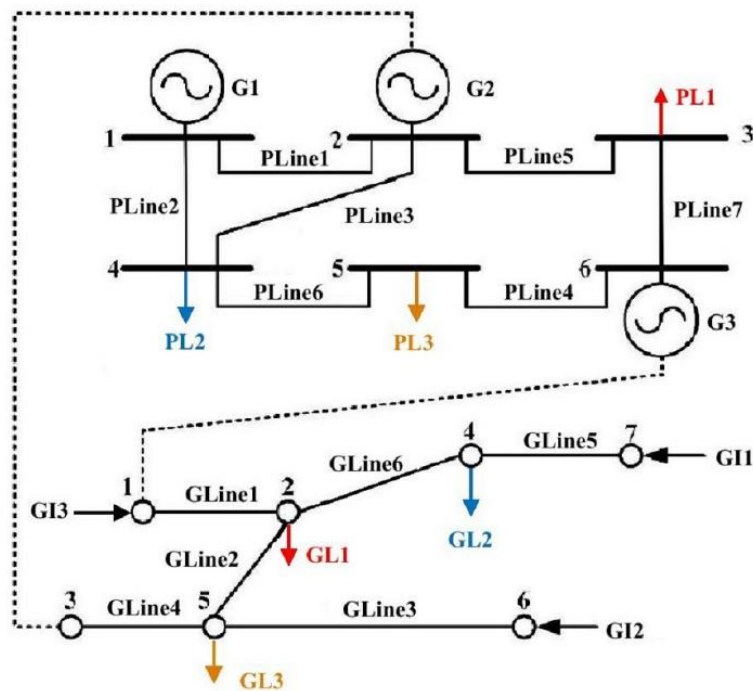 G1
G2
PL1
1
PLine1
2
PLine5
3
PLine2
PLine3
PLine7
4
5
6
PLine6
PLine4
PL2
PL3
G3
4
GLine5
7
GLine6
GI1
1
GLine1
2
GI3
GL2
GLine2
GL1
3
GLine4
5
GLine3
6
GI2
GL3